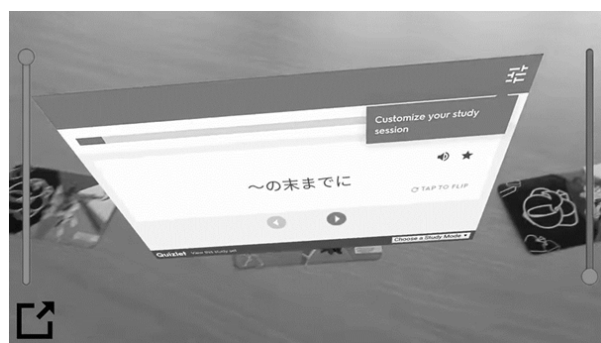 Customize your study
session
〜の末までに
TAP TO FLIP
Quizlet View this study set
Choose a Study Mode